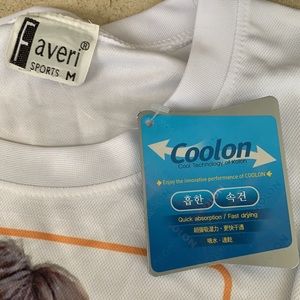 Faveri®
SPORTS M
Coolon
Cool Technology of Kolon
Enjoy the innovative performance of COOLON
흡한 속건
Quick absorption / Fast drying
吸水·速乾